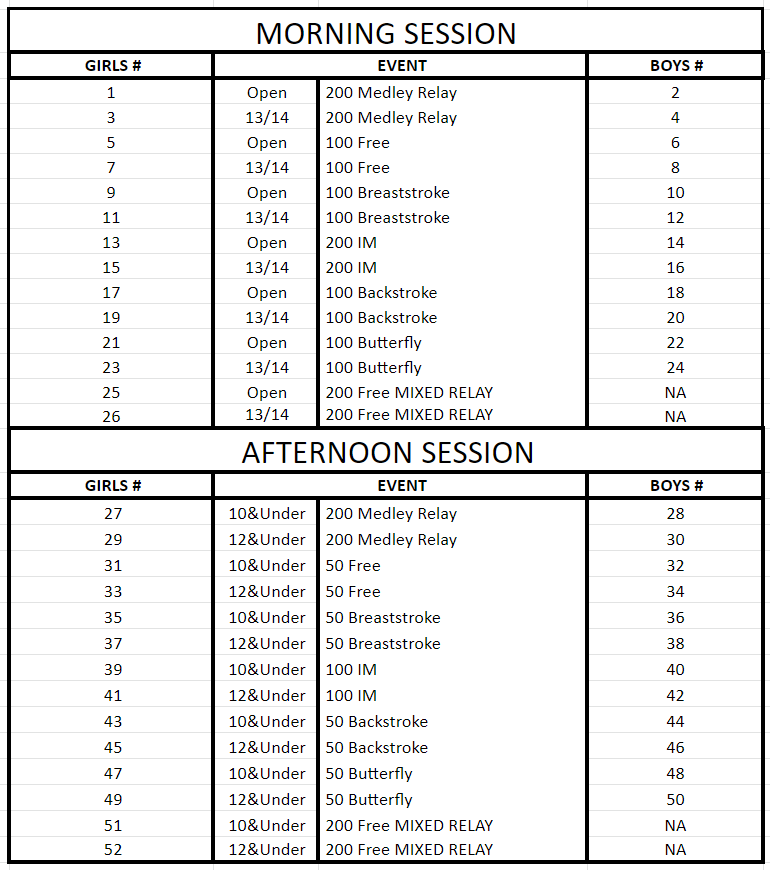 MORNING SESSION
GIRLS # EVENT BOYS #
1 Open 200 Medley Relay 2
3 13/14 200 Medley Relay 4
5 Open 100 Free 6
7 13/14 100 Free 8
9 Open 100 Breaststroke 10
11 13/14 100 Breaststroke 12
13 Open 200 IM 14
15 13/14 200 IM 16
17 Open 100 Backstroke 18
19 13/14 100 Backstroke 20
21 Open 100 Butterfly 22
23 13/14 100 Butterfly 24
25 Open 200 Free MIXED RELAY NA
26 13/14 200 Free MIXED RELAY NA
AFTERNOON SESSION
GIRLS # EVENT BOYS #
27 10&Under 200 Medley Relay 28
29 12&Under 200 Medley Relay 30
31 10&Under 50 Free 32
33 12&Under 50 Free 34
35 10&Under 50 Breaststroke 36
37 12&Under 50 Breaststroke 38
39 10&Under 100 IM 40
41 12&Under 100 IM 42
43 10&Under 50 Backstroke 44
45 12&Under 50 Backstroke 46
47 10&Under 50 Butterfly 48
49 12&Under 50 Butterfly 50
51 10&Under 200 Free MIXED RELAY NA
52 12&Under 200 Free MIXED RELAY NA